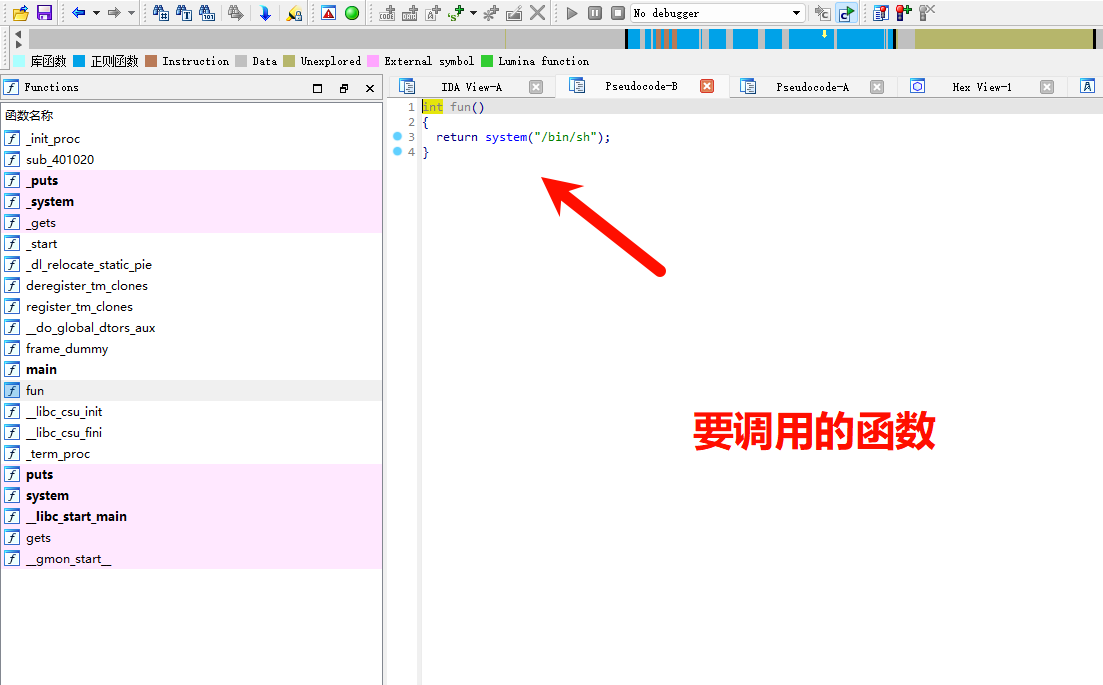 No debugger
库函数 正则函数 Instruction Data Unexplored External symbol Lumina function
Functions
IDA View-A Pseudocode-B Pseudocode-A Hex View-1
函数名称
_init_proc
sub_401020
_puts
_system
_gets
_start
_dl_relocate_static_pie
deregister_tm_clones
register_tm_clones
__do_global_dtors_aux
frame_dummy
main
fun
__libc_csu_init
__libc_csu_fini
_term_proc
puts
system
__libc_start_main
gets
__gmon_start__
1 int fun()
2 {
3 return system("/bin/sh");
4 }
要调用的函数